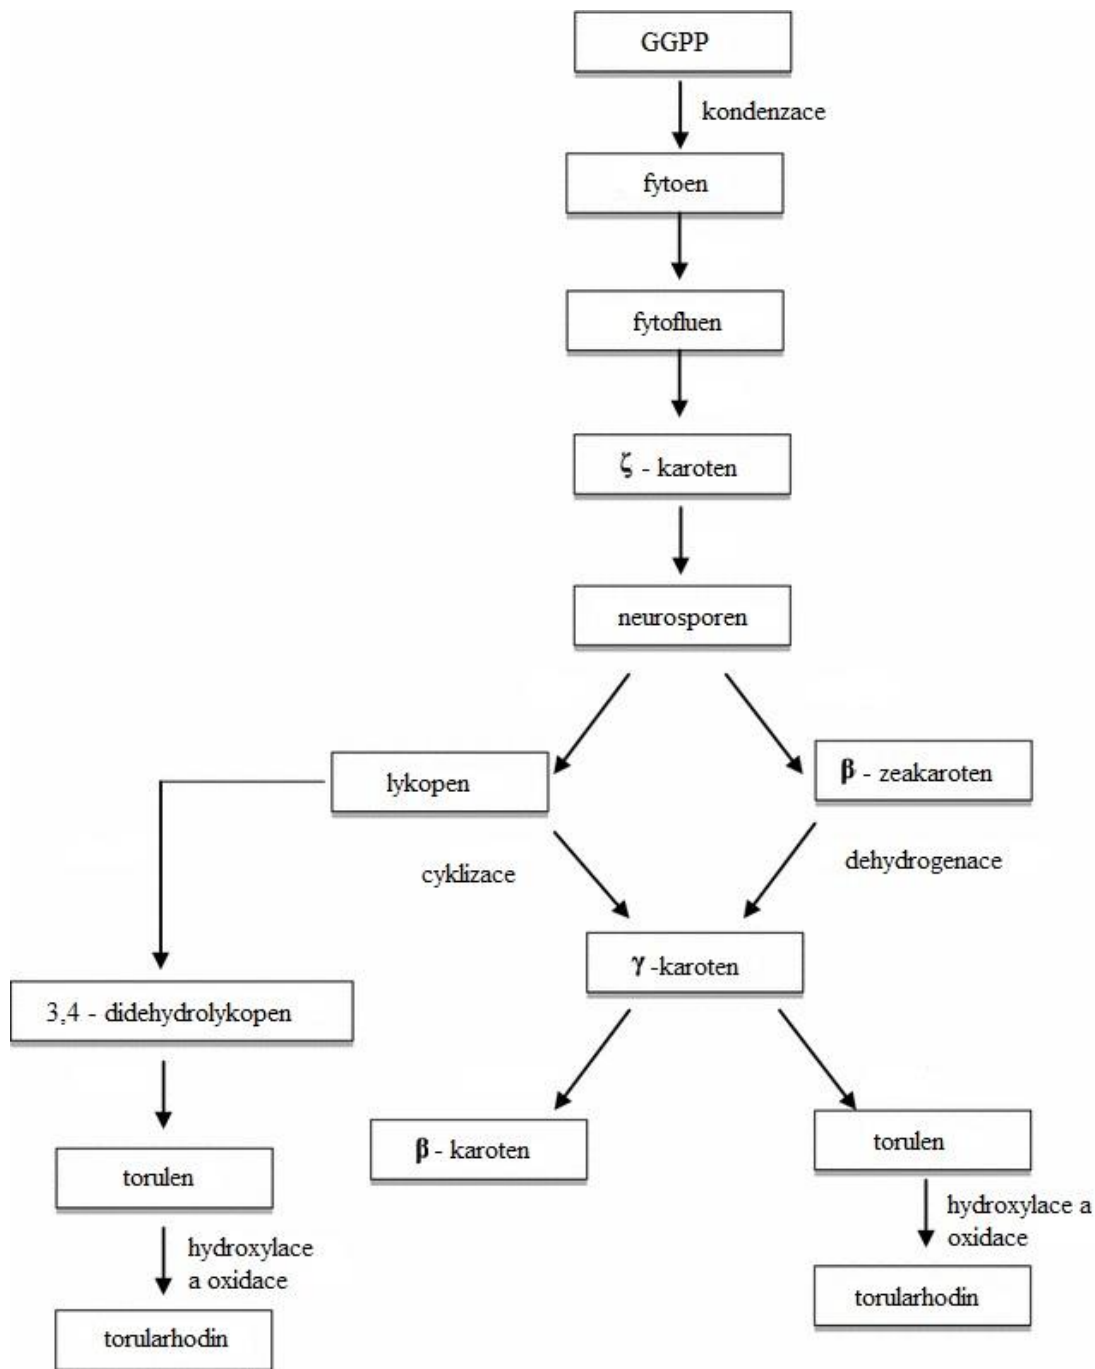 GGPP
kondenzace
fytoen
fytofluen
ζ - karoten
neurosporen
lykopen
β - zeakaroten
cyklizace
dehydrogenace
γ -karoten
3,4 - didehydrolykopen
β - karoten
torulen
torulen
hydroxylace a
oxidace
hydroxylace
a oxidace
torularhodin
torularhodin